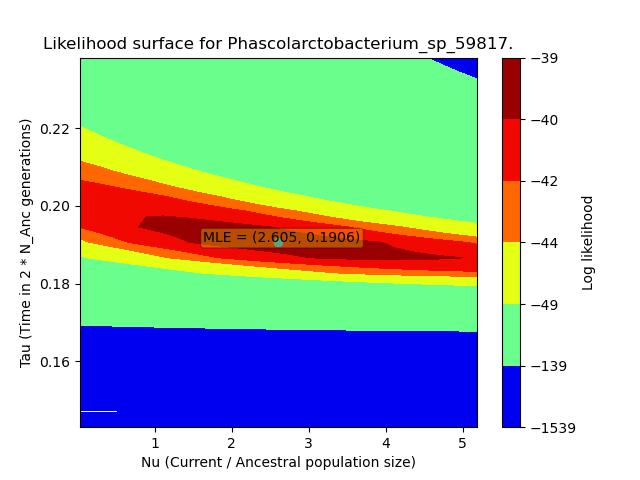 Likelihood surface for Phascolarctobacterium_sp_59817.
Tau (Time in 2 * N_Anc generations)
0.22
0.20
0.18
0.16
MLE = (2.605, 0.1906)
1 2 3 4 5
Nu (Current / Ancestral population size)
−39
−40
−42
−44
−49
−139
−1539
Log likelihood